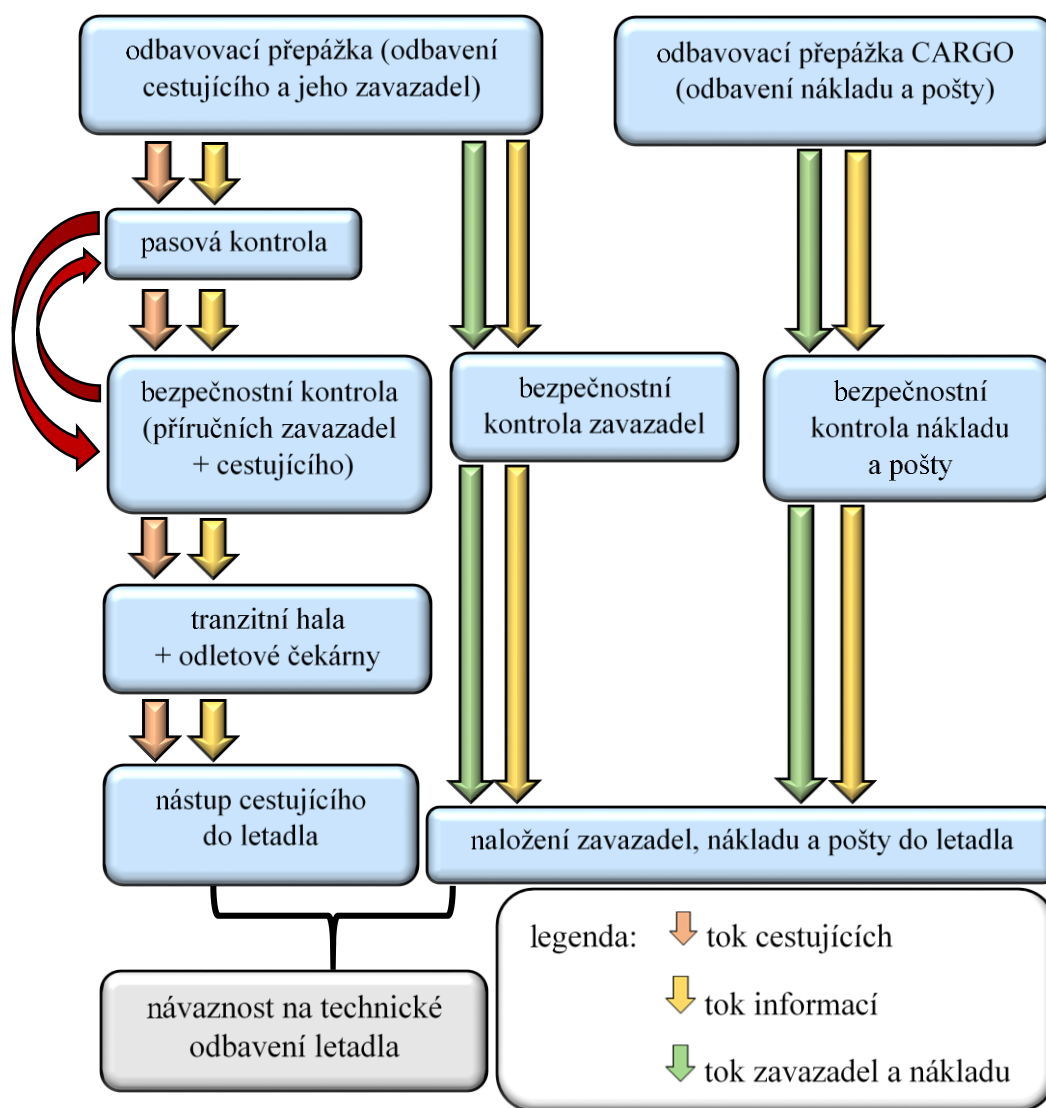 odbavovací přepážka (odbavení
cestujícího a jeho zavazadel)
odbavovací přepážka CARGO
(odbavení nákladu a pošty)
pasová kontrola
bezpečnostní kontrola
(příručních zavazadel
+ cestujícího)
bezpečnostní
kontrola zavazadel
bezpečnostní
kontrola nákladu
a pošty
tranzitní hala
+ odletové čekárny
nástup cestujícího
do letadla
naložení zavazadel, nákladu a pošty do letadla
návaznost na technické
odbavení letadla
legenda:
tok cestujících
tok informací
tok zavazadel a nákladu